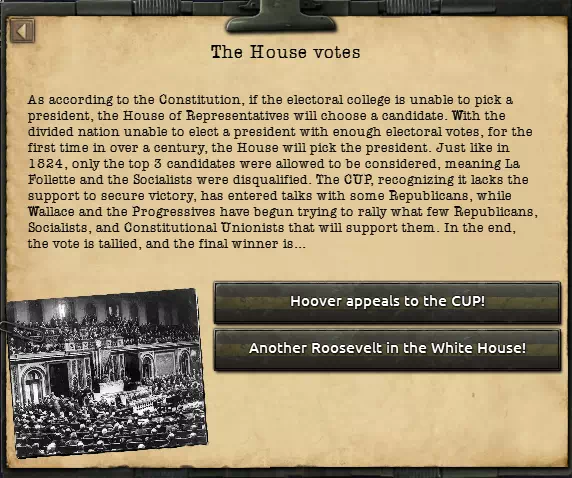 The House votes
As according to the Constitution, if the electoral college is unable to pick a
president, the House of Representatives will choose a candidate. With the
divided nation unable to elect a president with enough electoral votes, for the
first time in over a century, the House will pick the president. Just like in
1824, only the top 3 candidates were allowed to be considered, meaning La
Follette and the Socialists were disqualified. The CUP, recognizing it lacks the
support to secure victory, has entered talks with some Republicans, while
Wallace and the Progressives have begun trying to rally what few Republicans,
Socialists, and Constitutional Unionists that will support them. In the end,
the vote is tallied, and the final winner is...
Hoover appeals to the CUP!
Another Roosevelt in the White House!